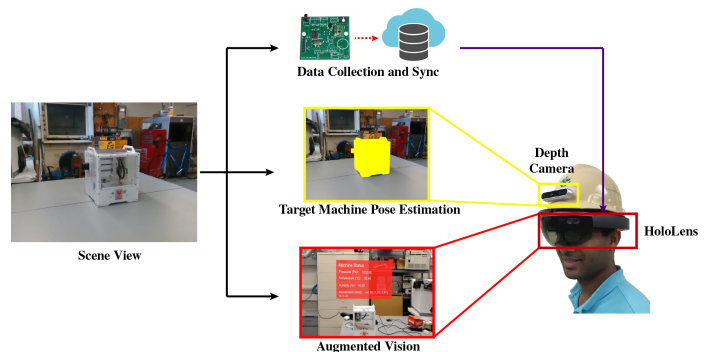 Data Collection and Sync
Depth
Camera
Target Machine Pose Estimation
HoloLens
Scene View
Machine Status
Augmented Vision